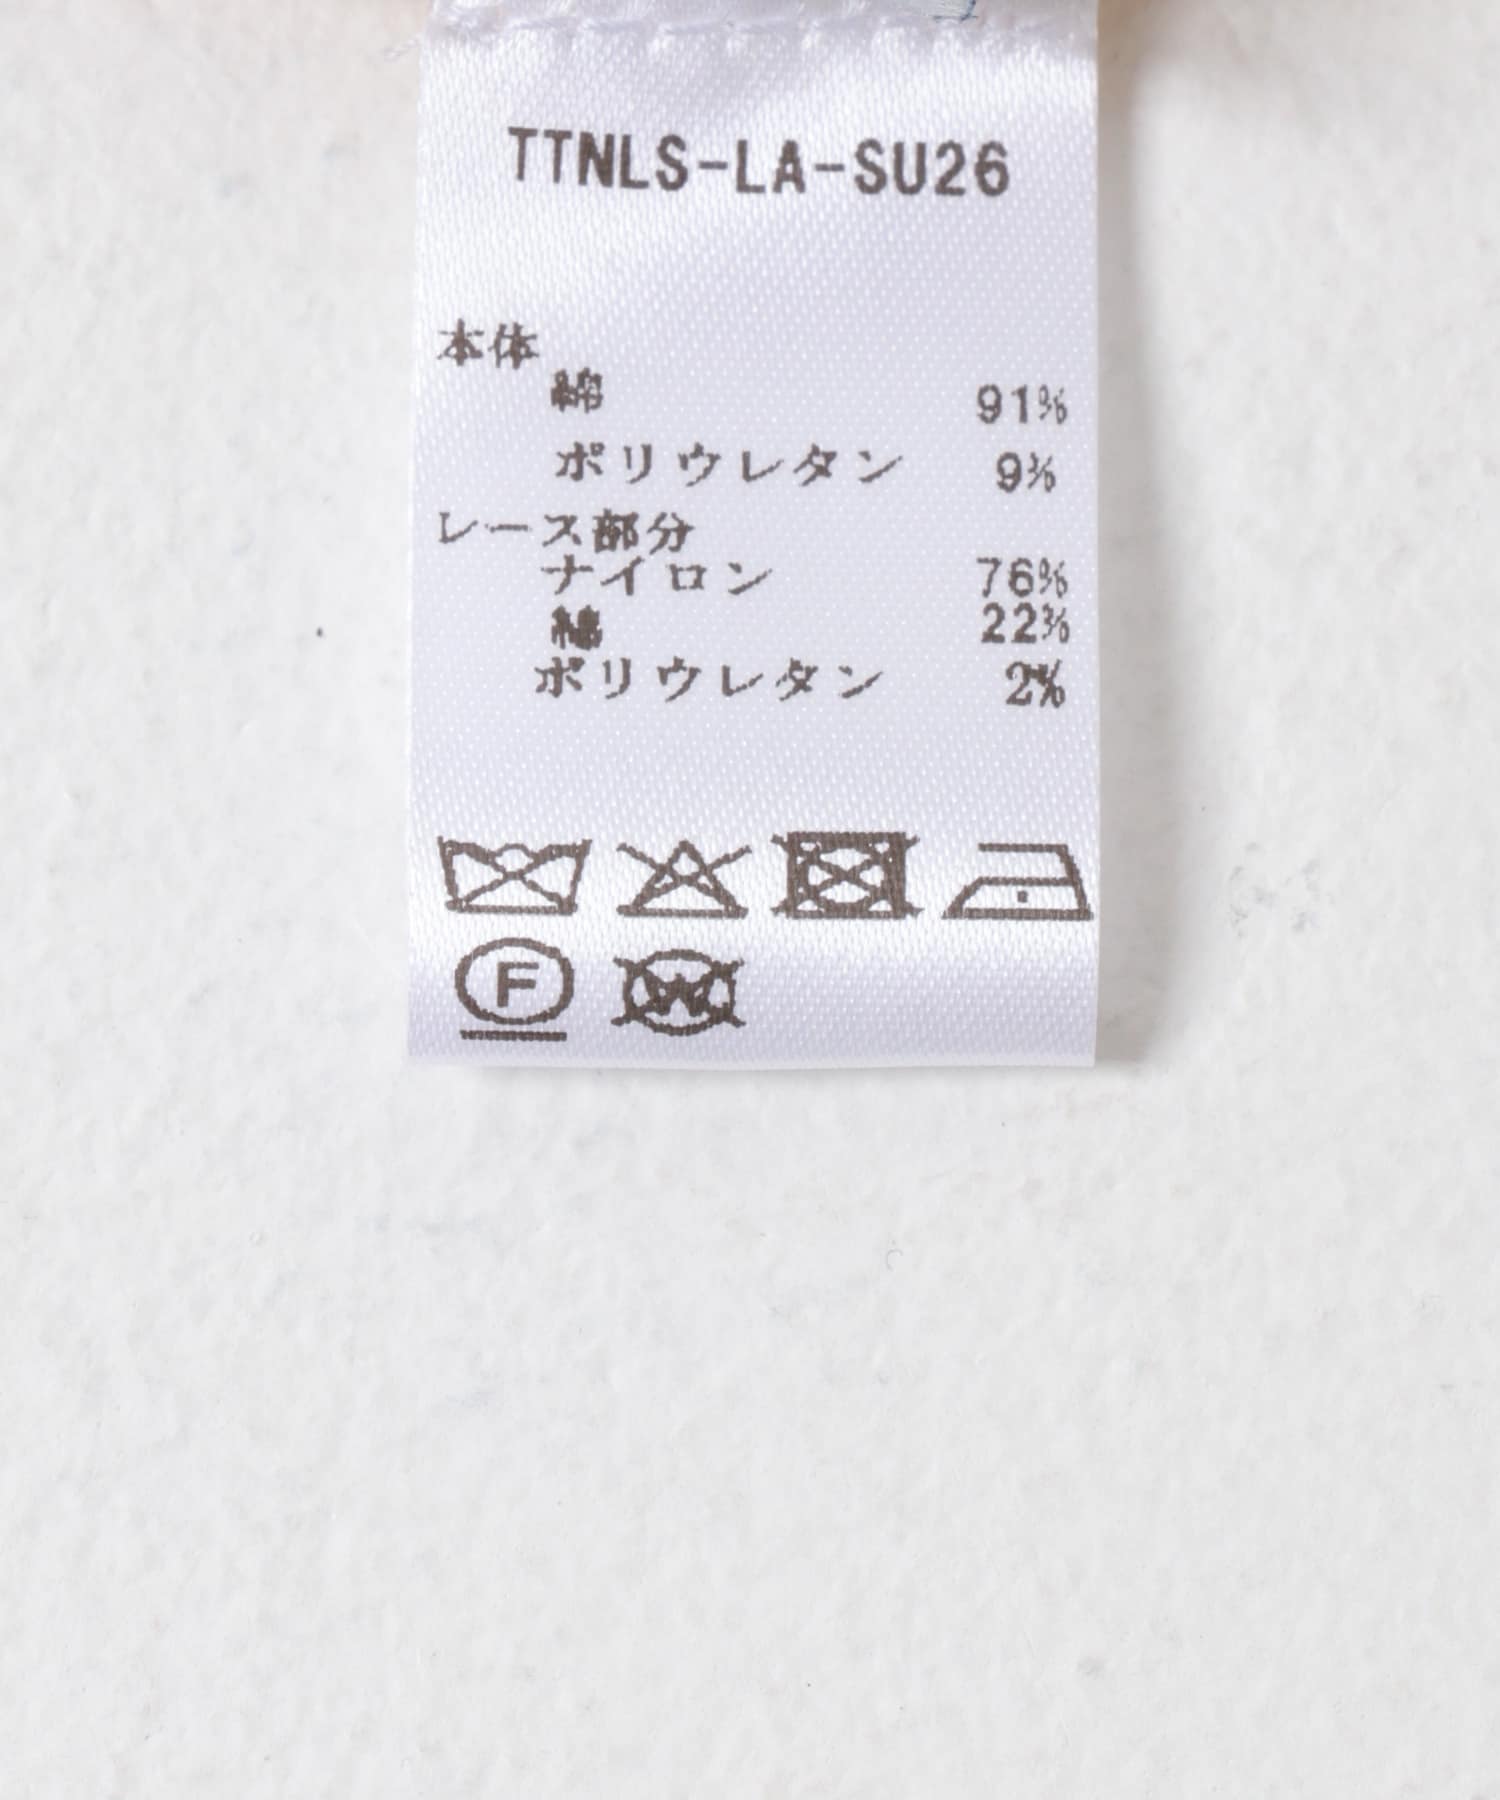 TTNLS-LA-SU26
本体
綿 91%
ポリウレタン 9%
レース部分
ナイロン 76%
綿 22%
ポリウレタン 2%
F W